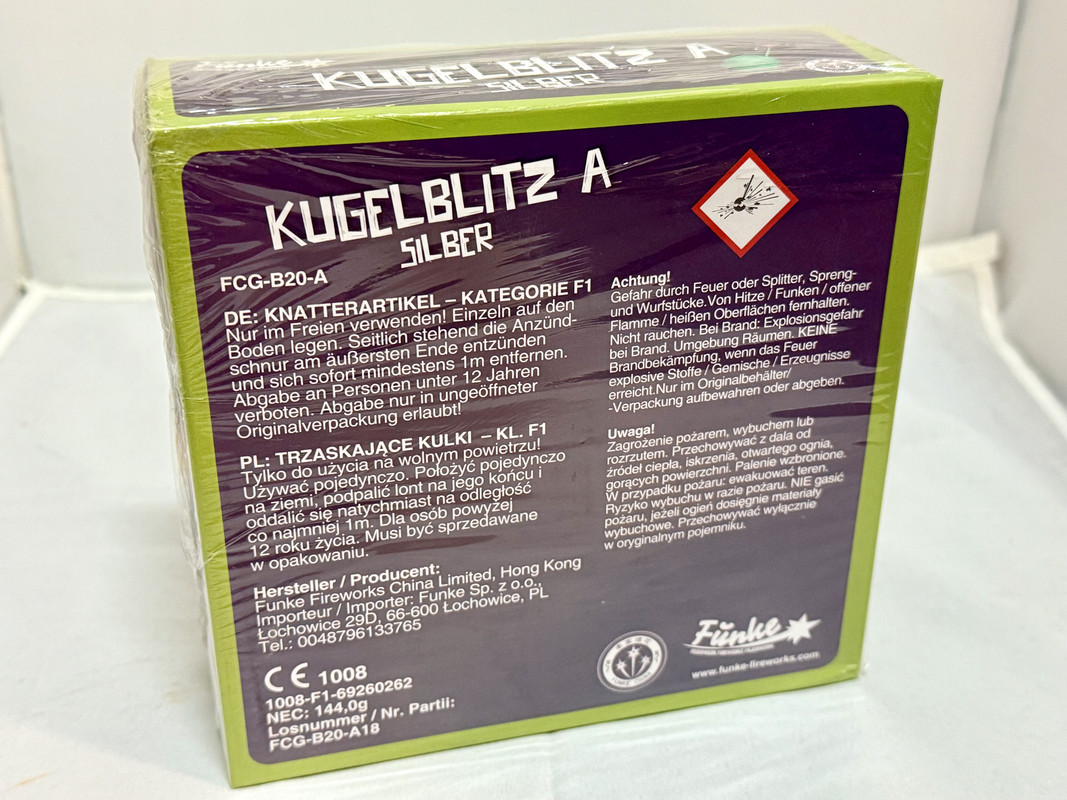 Funke
KUGELBLITZ A
SILBER
KUGELBLITZ A
SILBER
FCG-B20-A
DE: KNATTERARTIKEL – KATEGORIE F1
Nur im Freien verwenden! Einzeln auf den
Boden legen. Seitlich stehend die Anzünd-
schnur am äußersten Ende entzünden
und sich sofort mindestens 1m entfernen.
Abgabe an Personen unter 12 Jahren
verboten. Abgabe nur in ungeöffneter
Originalverpackung erlaubt!
PL: TRZASKAJĄCE KULKI – KL. F1
Tylko do użycia na wolnym powietrzu!
Używać pojedynczo. Położyć pojedynczo
na ziemi, podpalić lont na jego końcu i
oddalić się natychmiast na odległość
co najmniej 1m. Dla osób powyżej
12 roku życia. Musi być sprzedawane
w opakowaniu.
Hersteller / Producent:
Funke Fireworks China Limited, Hong Kong
Importeur / Importer: Funke Sp. z o.o.,
Łochowice 29D, 66-600 Łochowice, PL
Tel.: 0048796133765
CE 1008
1008-F1-69260262
NEC: 144,0g
Losnummer / Nr. Partii:
FCG-B20-A18
Achtung!
Gefahr durch Feuer oder Splitter, Spreng-
und Wurfstücke.Von Hitze / Funken / offener
Flamme / heißen Oberflächen fernhalten.
Nicht rauchen. Bei Brand: Explosionsgefahr
bei Brand. Umgebung Räumen. KEINE
Brandbekämpfung, wenn das Feuer
explosive Stoffe / Gemische / Erzeugnisse
erreicht.Nur im Originalbehälter/
-Verpackung aufbewahren oder abgeben.
Uwaga!
Zagrożenie pożarem, wybuchem lub
rozrzutem. Przechowywać z dala od
źródeł ciepła, iskrzenia, otwartego ognia,
gorących powierzchni. Palenie wzbronione.
W przypadku pożaru: ewakuować teren.
Ryzyko wybuchu w razie pożaru. NIE gasić
pożaru, jeżeli ogień dosięgnie materiały
wybuchowe. Przechowywać wyłącznie
w oryginalnym pojemniku.
Funke
www.funke-fireworks.com